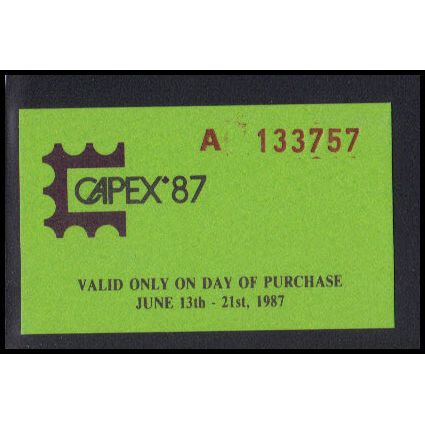 A 133757
CAPEX'87
VALID ONLY ON DAY OF PURCHASE
JUNE 13th - 21st, 1987